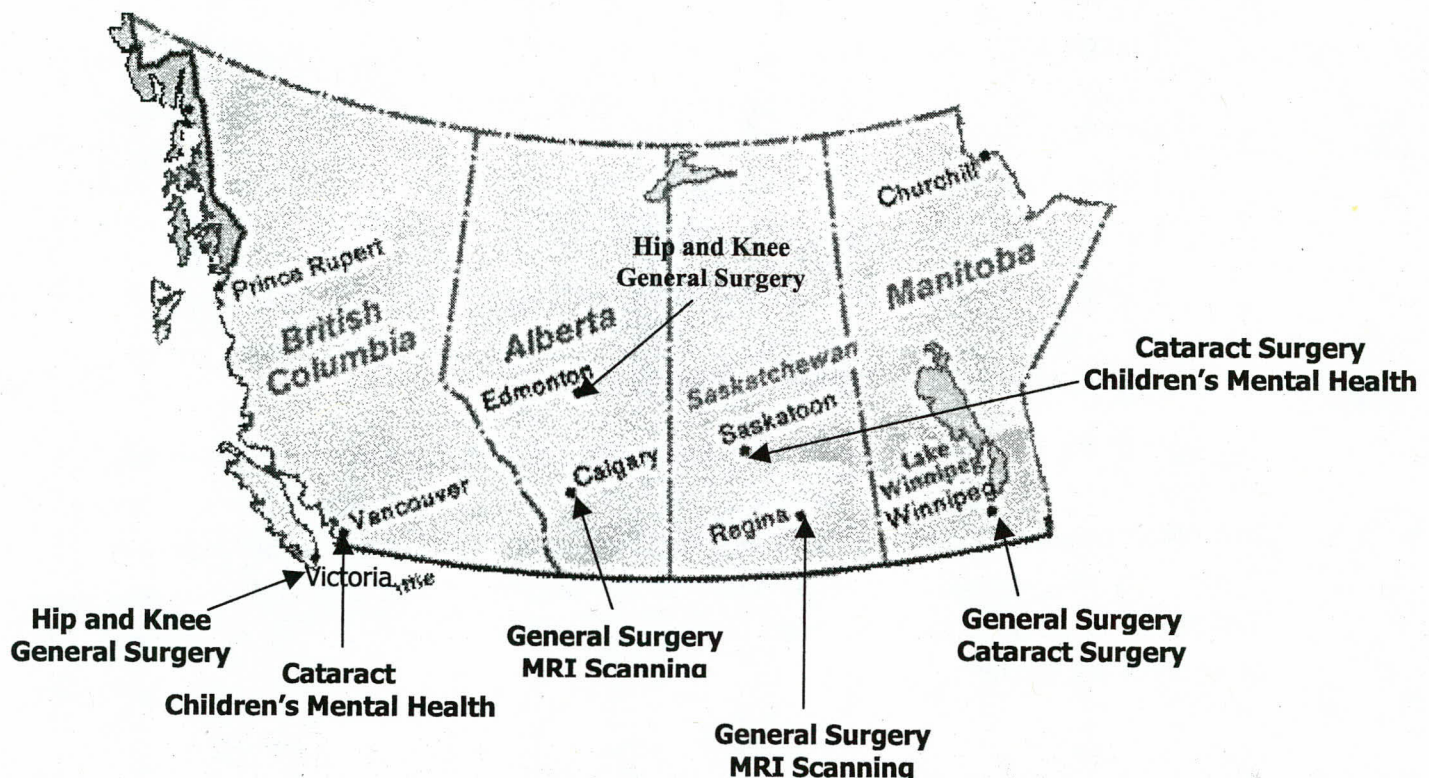 Churchill
Hip and Knee
General Surgery
Prince Rupert
Manitoba
British
Columbia
Alberta
Edmonton
Saskatchewan
Saskatoon
Cataract Surgery
Children's Mental Health
Calgary
Lake
Winnipeg
Winnipeg
Vancouver
Regina
Victoria
Hip and Knee
General Surgery
Cataract
Children's Mental Health
General Surgery
MRI Scanning
General Surgery
MRI Scanning
General Surgery
Cataract Surgery